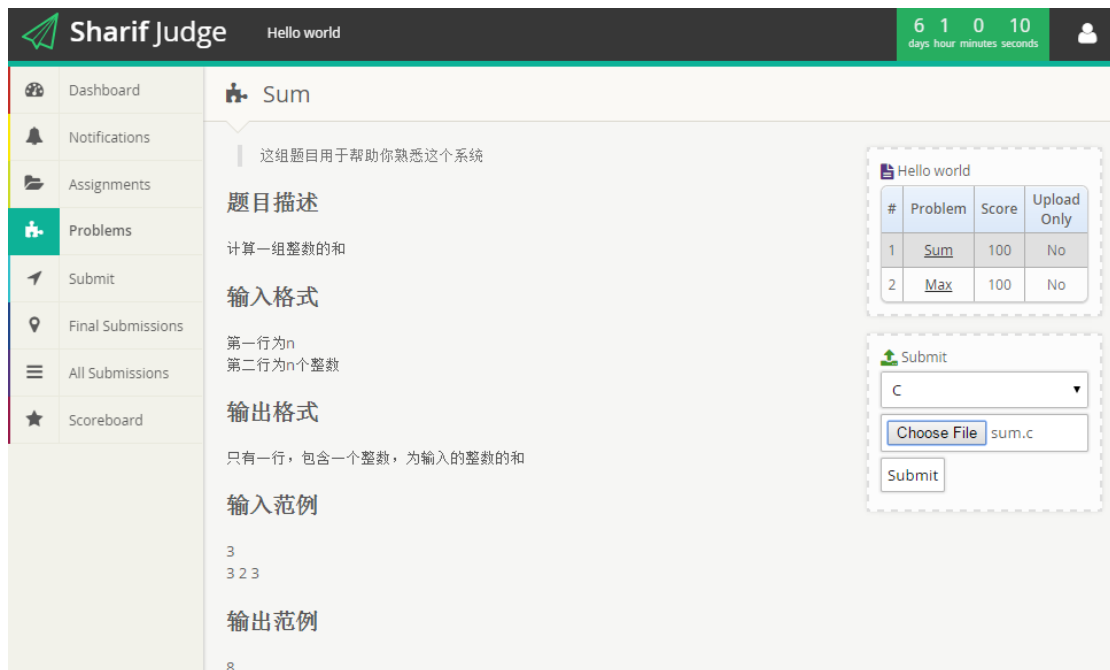 Sharif Judge
Hello world
6 1 0 10
days hour minutes seconds
Dashboard
Notifications
Assignments
Problems
Submit
Final Submissions
All Submissions
Scoreboard
Sum
这组题目用于帮助你熟悉这个系统
题目描述
计算一组整数的和
输入格式
第一行为n
第二行为n个整数
输出格式
只有一行，包含一个整数，为输入的整数的和
输入范例
3
3 2 3
输出范例
8
Hello world
# Problem Score Upload Only
1 Sum 100 No
2 Max 100 No
Submit
C
Choose File sum.c
Submit